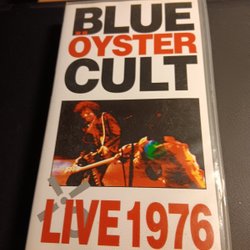 BLUE
ÖYSTER
CULT
LIVE 1976